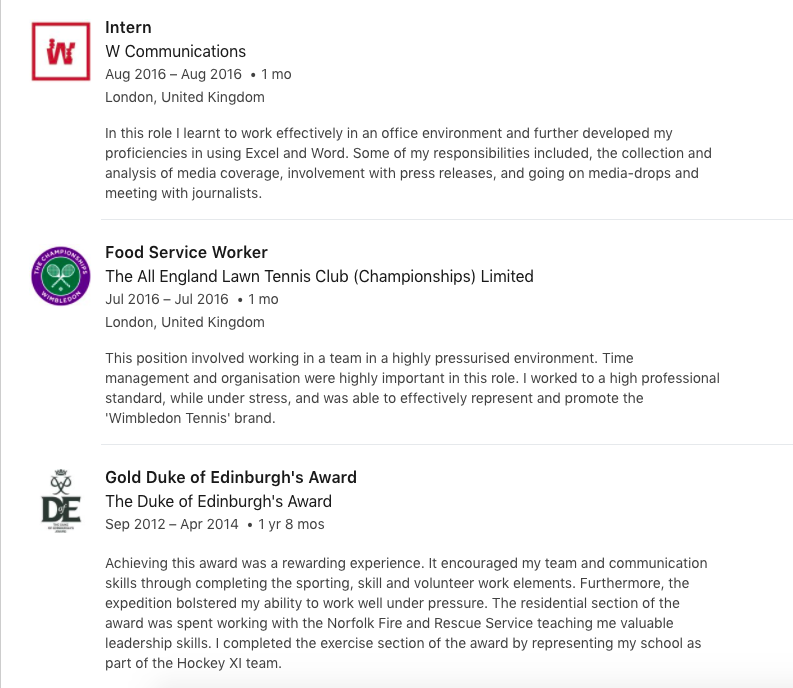 W
Intern
W Communications
Aug 2016 – Aug 2016 • 1 mo
London, United Kingdom
In this role I learnt to work effectively in an office environment and further developed my
proficiencies in using Excel and Word. Some of my responsibilities included, the collection and
analysis of media coverage, involvement with press releases, and going on media-drops and
meeting with journalists.
THE CHAMPIONSHIPS
WIMBLEDON
Food Service Worker
The All England Lawn Tennis Club (Championships) Limited
Jul 2016 – Jul 2016 • 1 mo
London, United Kingdom
This position involved working in a team in a highly pressurised environment. Time
management and organisation were highly important in this role. I worked to a high professional
standard, while under stress, and was able to effectively represent and promote the
'Wimbledon Tennis' brand.
DofE
THE DUKE
OF EDINBURGH'S
AWARD
Gold Duke of Edinburgh's Award
The Duke of Edinburgh's Award
Sep 2012 – Apr 2014 • 1 yr 8 mos
Achieving this award was a rewarding experience. It encouraged my team and communication
skills through completing the sporting, skill and volunteer work elements. Furthermore, the
expedition bolstered my ability to work well under pressure. The residential section of the
award was spent working with the Norfolk Fire and Rescue Service teaching me valuable
leadership skills. I completed the exercise section of the award by representing my school as
part of the Hockey XI team.